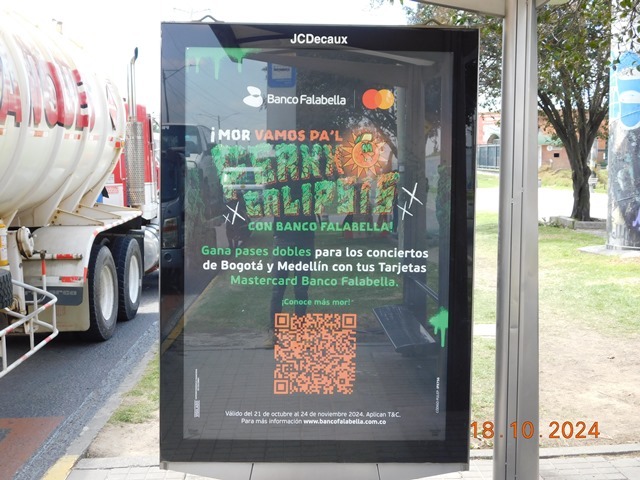 JCDecaux
Banco Falabella
¡MOR VAMOS PA'L
FERXXO
CALIPSIS
CON BANCO FALABELLA!
Gana pases dobles para los conciertos
de Bogotá y Medellín con tus Tarjetas
Mastercard Banco Falabella.
¡Conoce más mor!
Válido del 21 de octubre al 24 de noviembre 2024. Aplican T&C.
Para más información www.bancofalabella.com.co
18.10.2024